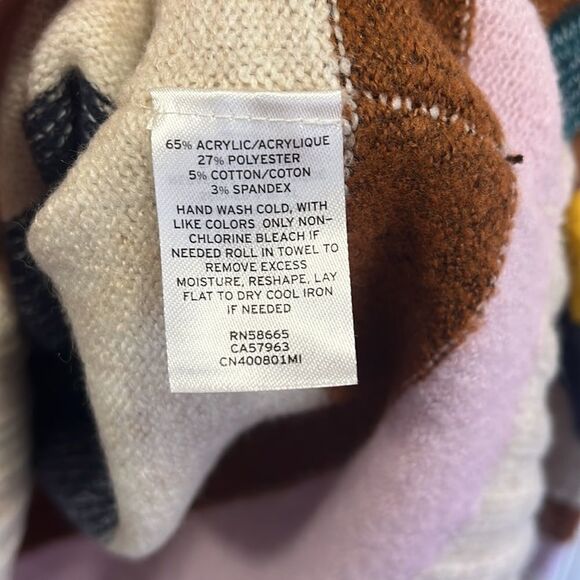 65% ACRYLIC/ACRYLIQUE
27% POLYESTER
5% COTTON/COTON
3% SPANDEX
HAND WASH COLD, WITH
LIKE COLORS ONLY NON-
CHLORINE BLEACH IF
NEEDED ROLL IN TOWEL TO
REMOVE EXCESS
MOISTURE, RESHAPE, LAY
FLAT TO DRY COOL IRON
IF NEEDED
RN58665
CA57963
CN400801MI